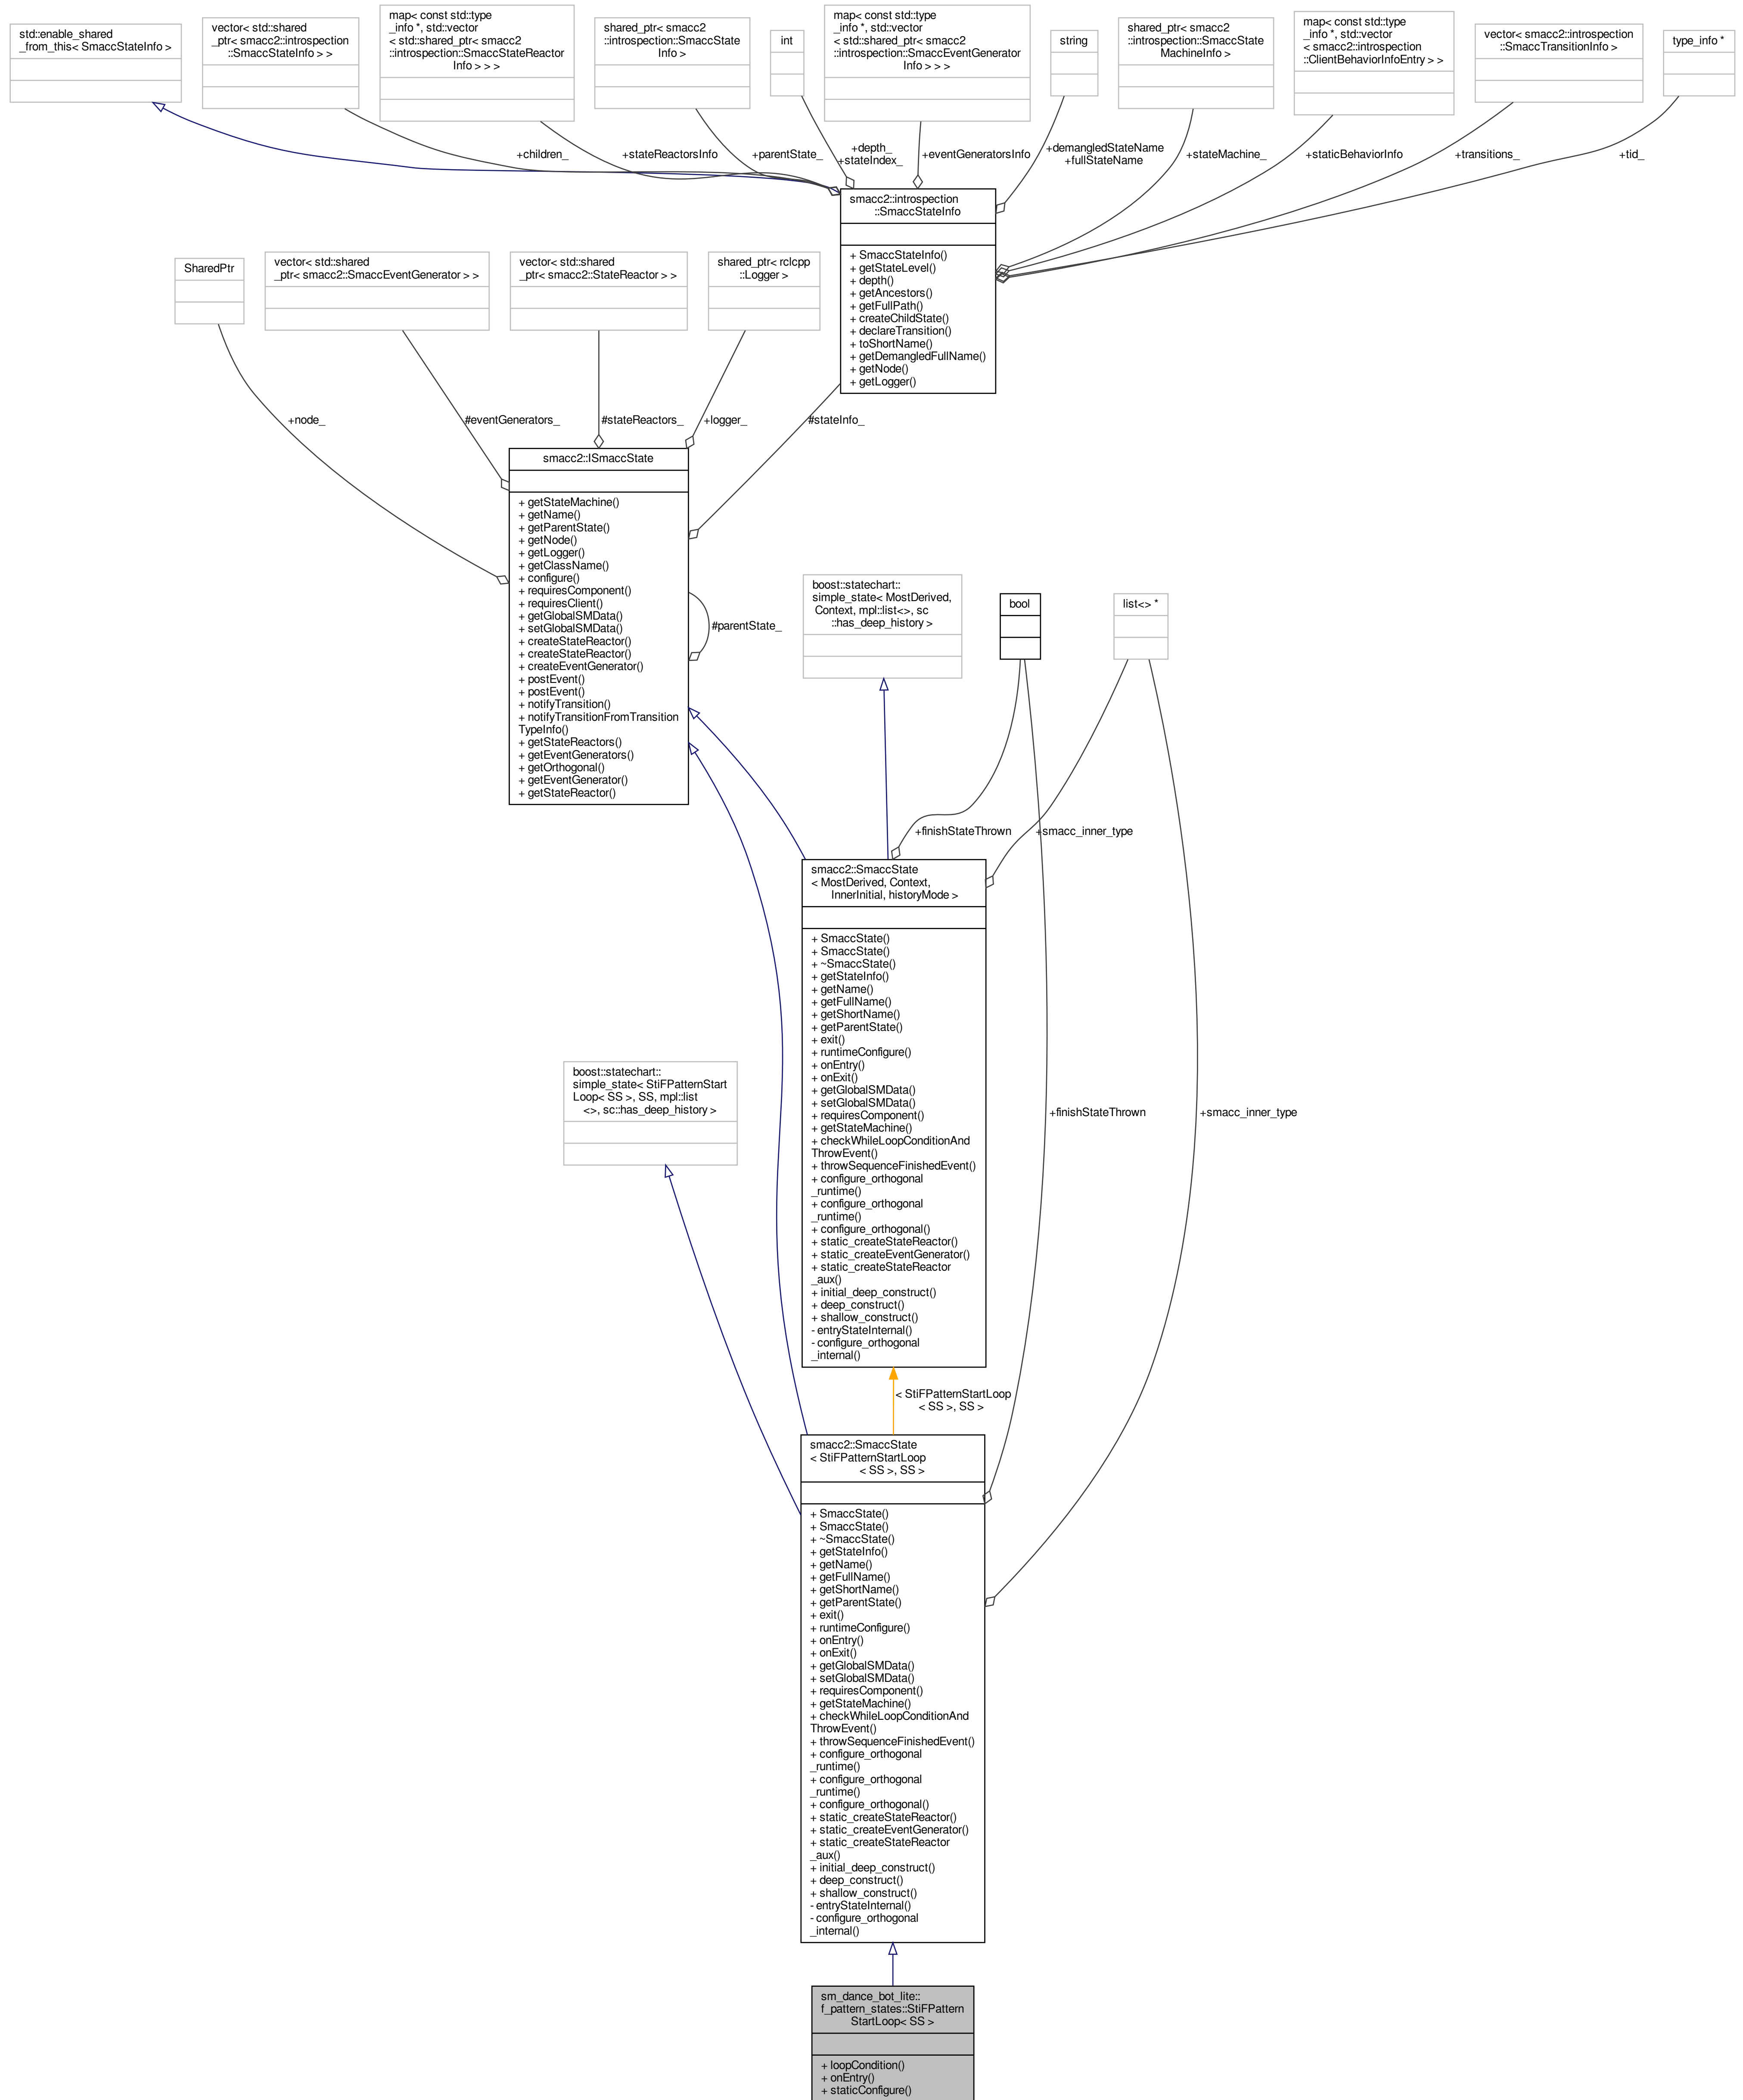 std::enable_shared
_from_this< SmaccStateInfo >
vector< std::shared
_ptr< smacc2::introspection
::SmaccStateInfo > >
map< const std::type
_info *, std::vector
< std::shared_ptr< smacc2
::introspection::SmaccStateReactor
Info > > >
shared_ptr< smacc2
::introspection::SmaccState
Info >
int
map< const std::type
_info *, std::vector
< std::shared_ptr< smacc2
::introspection::SmaccEventGenerator
Info > > >
string
shared_ptr< smacc2
::introspection::SmaccState
MachineInfo >
map< const std::type
_info *, std::vector
< smacc2::introspection
::ClientBehaviorInfoEntry > >
vector< smacc2::introspection
::SmaccTransitionInfo >
type_info *
+children_
+stateReactorsInfo
+parentState_
+depth_
+stateIndex_
+eventGeneratorsInfo
+demangledStateName
+fullStateName
+stateMachine_
+staticBehaviorInfo
+transitions_
+tid_
smacc2::introspection
::SmaccStateInfo
+ SmaccStateInfo()
+ getStateLevel()
+ depth()
+ getAncestors()
+ getFullPath()
+ createChildState()
+ declareTransition()
+ toShortName()
+ getDemangledFullName()
+ getNode()
+ getLogger()
SharedPtr
vector< std::shared
_ptr< smacc2::SmaccEventGenerator > >
vector< std::shared
_ptr< smacc2::StateReactor > >
shared_ptr< rclcpp
::Logger >
+node_
#eventGenerators_
#stateReactors_
+logger_
#stateInfo_
smacc2::ISmaccState
+ getStateMachine()
+ getName()
+ getParentState()
+ getNode()
+ getLogger()
+ getClassName()
+ configure()
+ requiresComponent()
+ requiresClient()
+ getGlobalSMData()
+ setGlobalSMData()
+ createStateReactor()
+ createStateReactor()
+ createEventGenerator()
+ postEvent()
+ postEvent()
+ notifyTransition()
+ notifyTransitionFromTransition
TypeInfo()
+ getStateReactors()
+ getEventGenerators()
+ getOrthogonal()
+ getEventGenerator()
+ getStateReactor()
#parentState_
boost::statechart::
simple_state< MostDerived,
Context, mpl::list<>, sc
::has_deep_history >
bool
list<> *
+finishStateThrown
+smacc_inner_type
smacc2::SmaccState
< MostDerived, Context,
InnerInitial, historyMode >
+ SmaccState()
+ SmaccState()
+ ~SmaccState()
+ getStateInfo()
+ getName()
+ getFullName()
+ getShortName()
+ getParentState()
+ exit()
+ runtimeConfigure()
+ onEntry()
+ onExit()
+ getGlobalSMData()
+ setGlobalSMData()
+ requiresComponent()
+ getStateMachine()
+ checkWhileLoopConditionAnd
ThrowEvent()
+ throwSequenceFinishedEvent()
+ configure_orthogonal
_runtime()
+ configure_orthogonal
_runtime()
+ configure_orthogonal()
+ static_createStateReactor()
+ static_createEventGenerator()
+ static_createStateReactor
_aux()
+ initial_deep_construct()
+ deep_construct()
+ shallow_construct()
- entryStateInternal()
- configure_orthogonal
_internal()
boost::statechart::
simple_state< StiFPatternStart
Loop< SS >, SS, mpl::list
<>, sc::has_deep_history >
+finishStateThrown
+smacc_inner_type
< StiFPatternStartLoop
< SS >, SS >
smacc2::SmaccState
< StiFPatternStartLoop
< SS >, SS >
+ SmaccState()
+ SmaccState()
+ ~SmaccState()
+ getStateInfo()
+ getName()
+ getFullName()
+ getShortName()
+ getParentState()
+ exit()
+ runtimeConfigure()
+ onEntry()
+ onExit()
+ getGlobalSMData()
+ setGlobalSMData()
+ requiresComponent()
+ getStateMachine()
+ checkWhileLoopConditionAnd
ThrowEvent()
+ throwSequenceFinishedEvent()
+ configure_orthogonal
_runtime()
+ configure_orthogonal
_runtime()
+ configure_orthogonal()
+ static_createStateReactor()
+ static_createEventGenerator()
+ static_createStateReactor
_aux()
+ initial_deep_construct()
+ deep_construct()
+ shallow_construct()
- entryStateInternal()
- configure_orthogonal
_internal()
sm_dance_bot_lite::
f_pattern_states::StiFPattern
StartLoop< SS >
+ loopCondition()
+ onEntry()
+ staticConfigure()